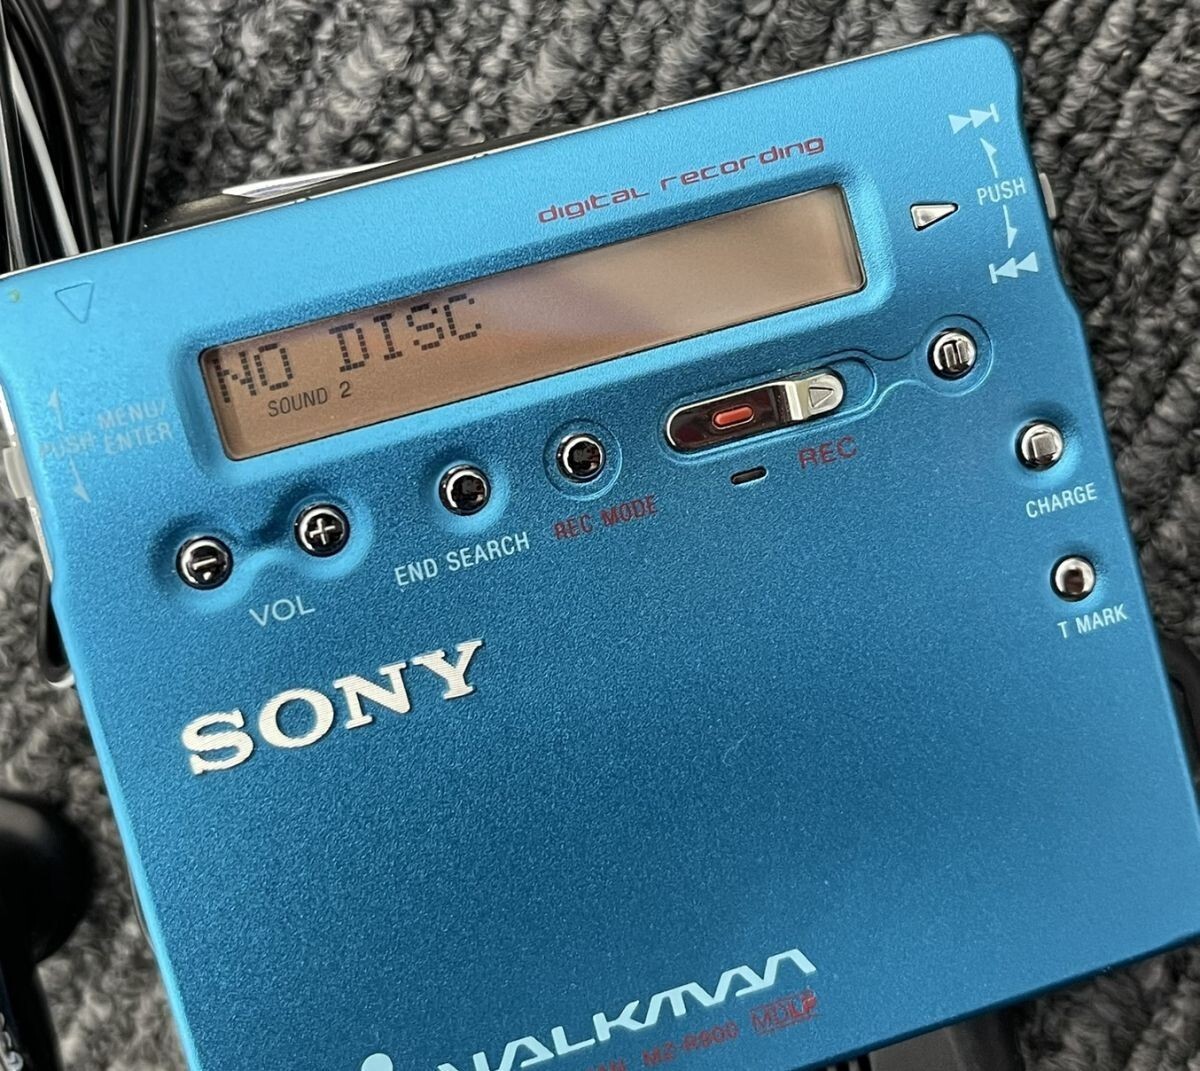 digital recording
PUSH
NO DISC
SOUND 2
MENU/
PUSH ENTER
REC
REC MODE
END SEARCH
VOL
CHARGE
T MARK
SONY
WALKMAN
MZ-R900 MDLP